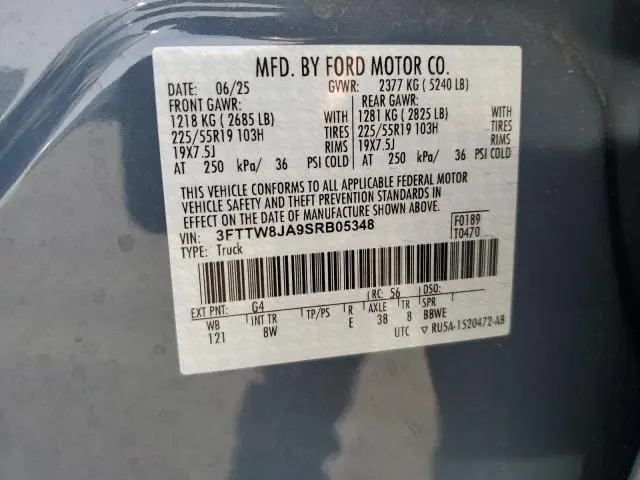 MFD. BY FORD MOTOR CO.
DATE: 06/25 GVWR: 2377 KG ( 5240 LB)
FRONT GAWR: REAR GAWR:
1218 KG ( 2685 LB) WITH 1281 KG ( 2825 LB) WITH
225/55R19 103H TIRES 225/55R19 103H TIRES
19X7.5J RIMS 19X7.5J RIMS
AT 250 kPa/ 36 PSI COLD AT 250 kPa/ 36 PSI COLD
THIS VEHICLE CONFORMS TO ALL APPLICABLE FEDERAL MOTOR
VEHICLE SAFETY AND BUMPER AND THEFT PREVENTION STANDARDS IN
EFFECT ON THE DATE OF MANUFACTURE SHOWN ABOVE.
VIN: 3FTTW8JA9SRB05348 F0189
TYPE: Truck T0470
EXT PNT: G4 RC: 56 DSO:
WB INT TR TP/PS R AXLE TR SPR
121 8W E 38 8 BBWE
UTC ▽ RU5A-1520472-AB